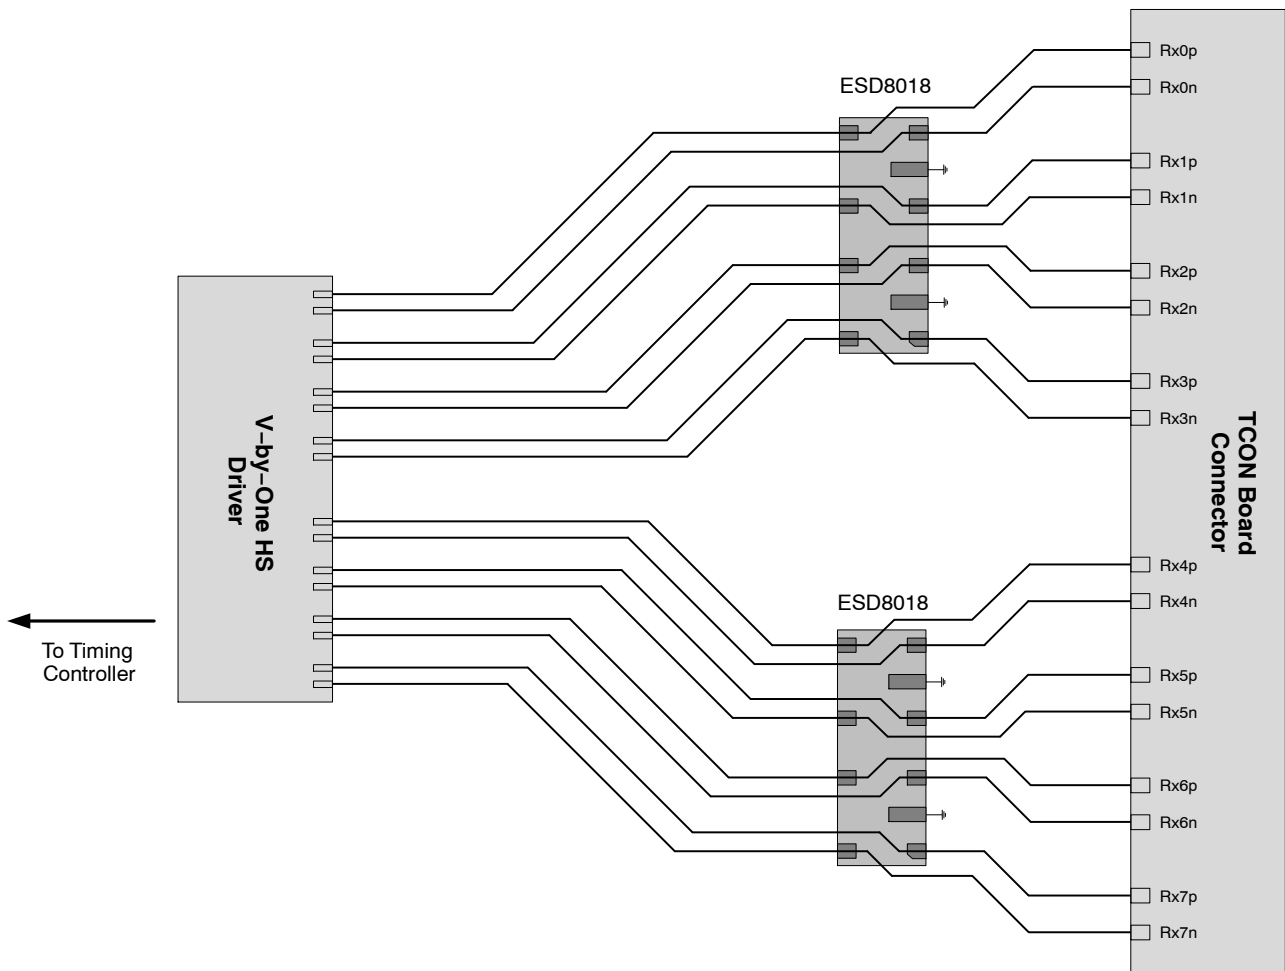 ESD8018
Rx0p
Rx0n
Rx1p
Rx1n
Rx2p
Rx2n
Rx3p
Rx3n
V−by−One HS
Driver
TCON Board
Connector
To Timing
Controller
ESD8018
Rx4p
Rx4n
Rx5p
Rx5n
Rx6p
Rx6n
Rx7p
Rx7n